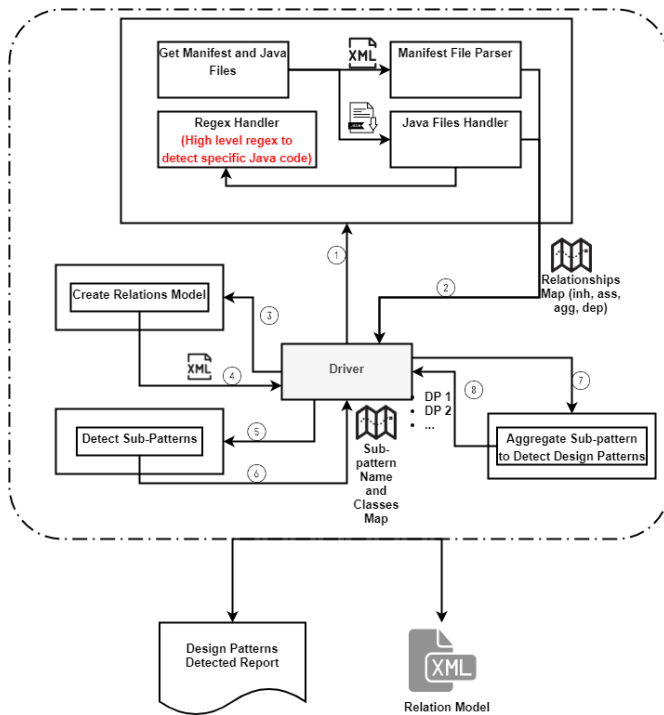 Get Manifest and Java
Files
XML
Manifest File Parser
Regex Handler
(High level regex to
detect specific Java code)
Java Files Handler
1
2
Relationships
Map (inh, ass,
agg, dep)
Create Relations Model
3
XML
4
Driver
7
8
• DP 1
• DP 2
• ...
Detect Sub-Patterns
5
6
Sub-
pattern
Name
and
Classes
Map
Aggregate Sub-pattern
to Detect Design Patterns
Design Patterns
Detected Report
XML
Relation Model